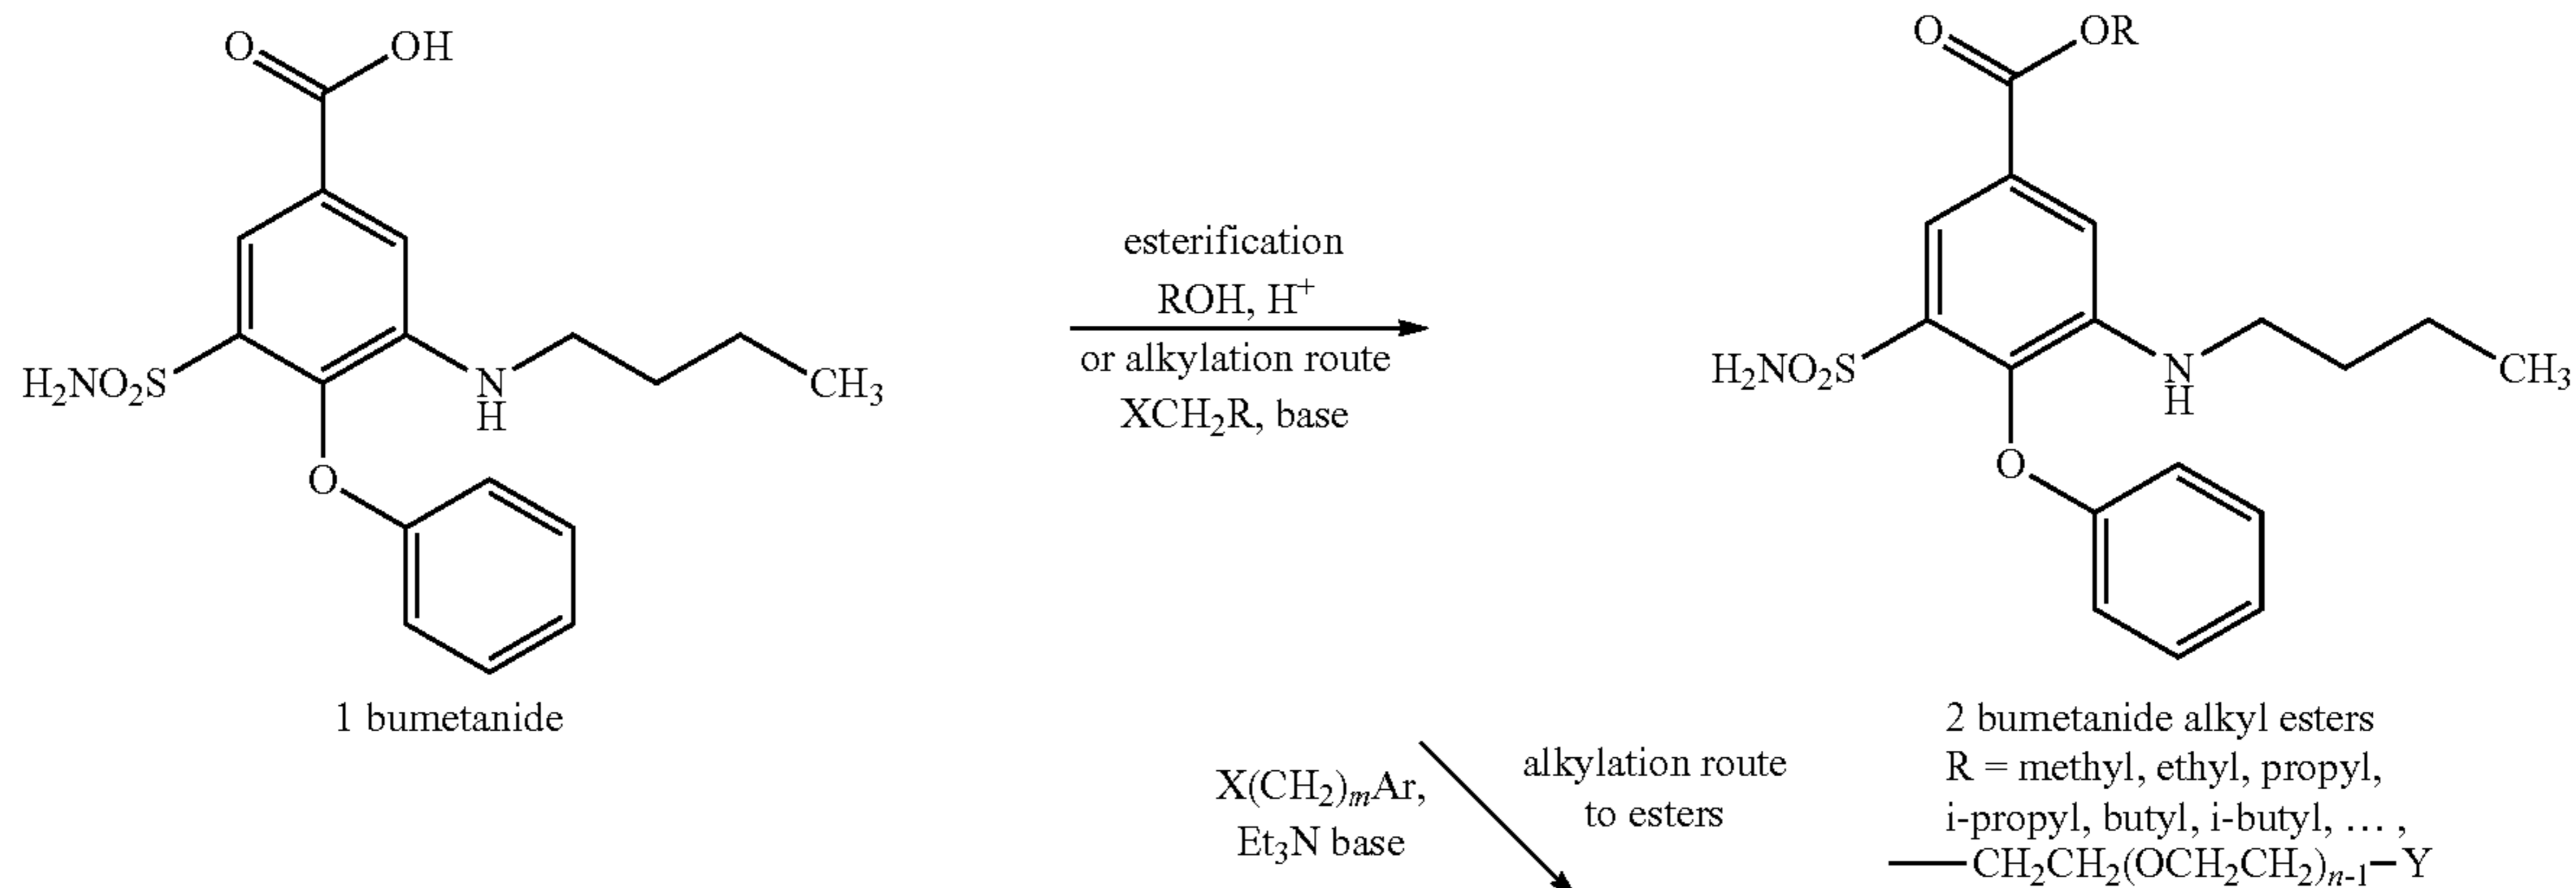 O OH
H₂NO₂S
N
H
CH₃
O
1 bumetanide
esterification
ROH, H⁺
or alkylation route
XCH₂R, base
O OR
H₂NO₂S
N
H
CH₃
O
2 bumetanide alkyl esters
R = methyl, ethyl, propyl,
i-propyl, butyl, i-butyl, … ,
—CH₂CH₂(OCH₂CH₂)ₙ₋₁—Y
X(CH₂)ₘAr,
Et₃N base
alkylation route
to esters